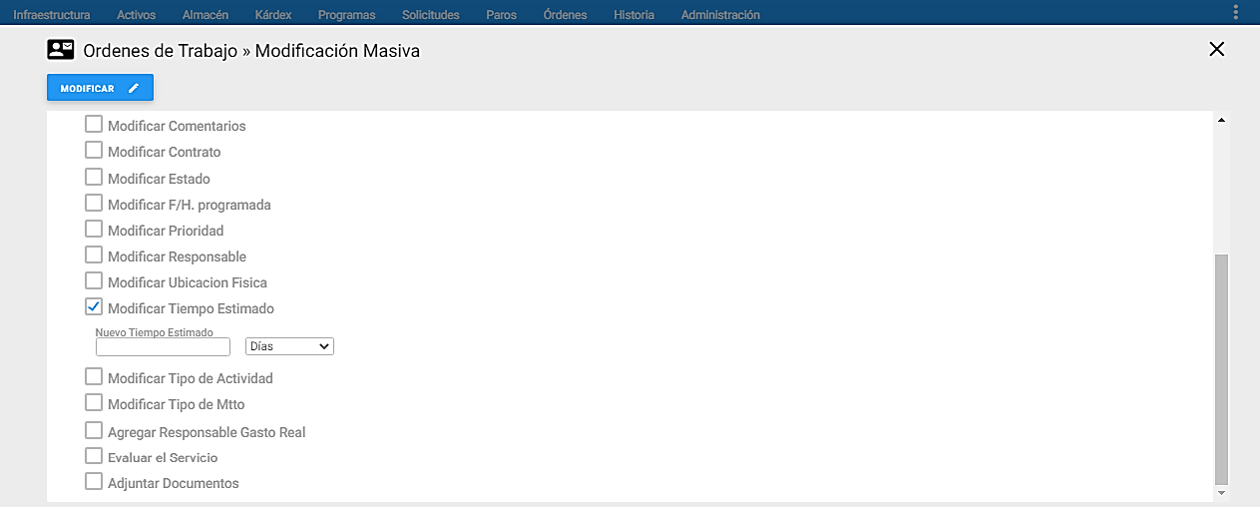 Infraestructura Activos Almacén Kárdex Programas Solicitudes Paros Órdenes Historia Administración
Ordenes de Trabajo » Modificación Masiva
MODIFICAR
Modificar Comentarios
Modificar Contrato
Modificar Estado
Modificar F/H. programada
Modificar Prioridad
Modificar Responsable
Modificar Ubicacion Fisica
Modificar Tiempo Estimado
Nuevo Tiempo Estimado
Días
Modificar Tipo de Actividad
Modificar Tipo de Mtto
Agregar Responsable Gasto Real
Evaluar el Servicio
Adjuntar Documentos